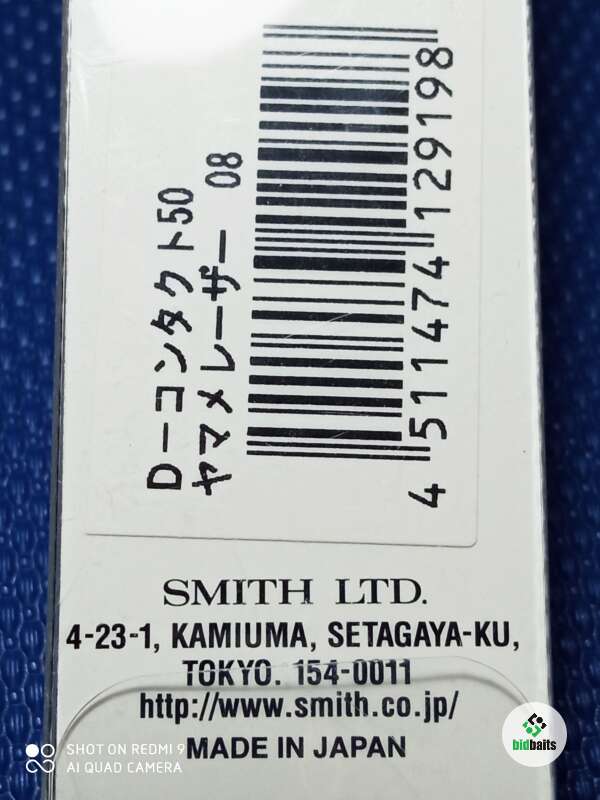 D-コンタクト50
ヤマメレーザー 08
4 511474 129198
SMITH LTD.
4-23-1, KAMIUMA, SETAGAYA-KU,
TOKYO. 154-0011
http://www.smith.co.jp/
MADE IN JAPAN
SHOT ON REDMI 9
AI QUAD CAMERA
bidbaits